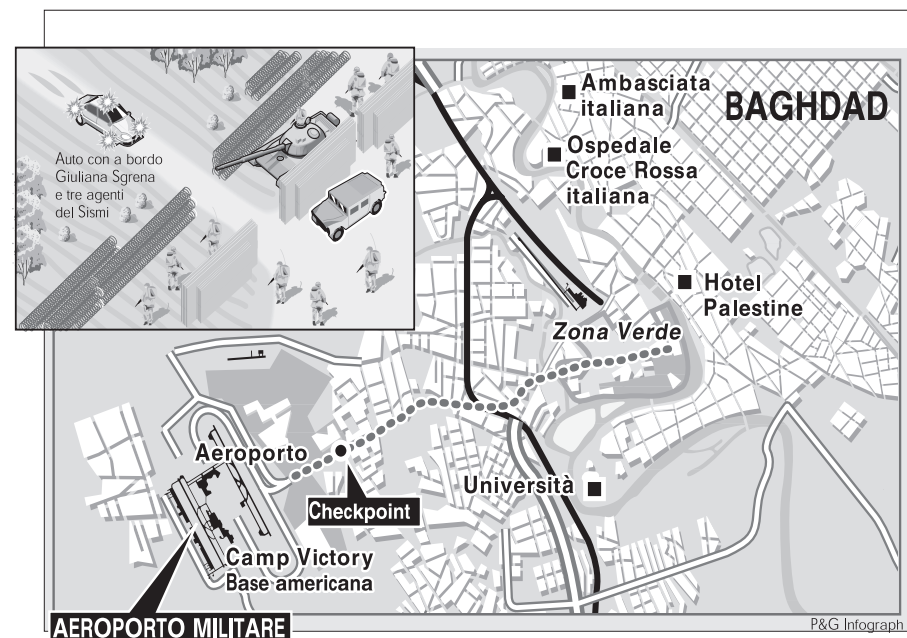 Auto con a bordo
Giuliana Sgrena
e tre agenti
del Sismi
BAGHDAD
Ambasciata
italiana
Ospedale
Croce Rossa
italiana
Hotel
Palestine
Zona Verde
Aeroporto
Checkpoint
Università
Camp Victory
Base americana
AEROPORTO MILITARE
P&G Infograph